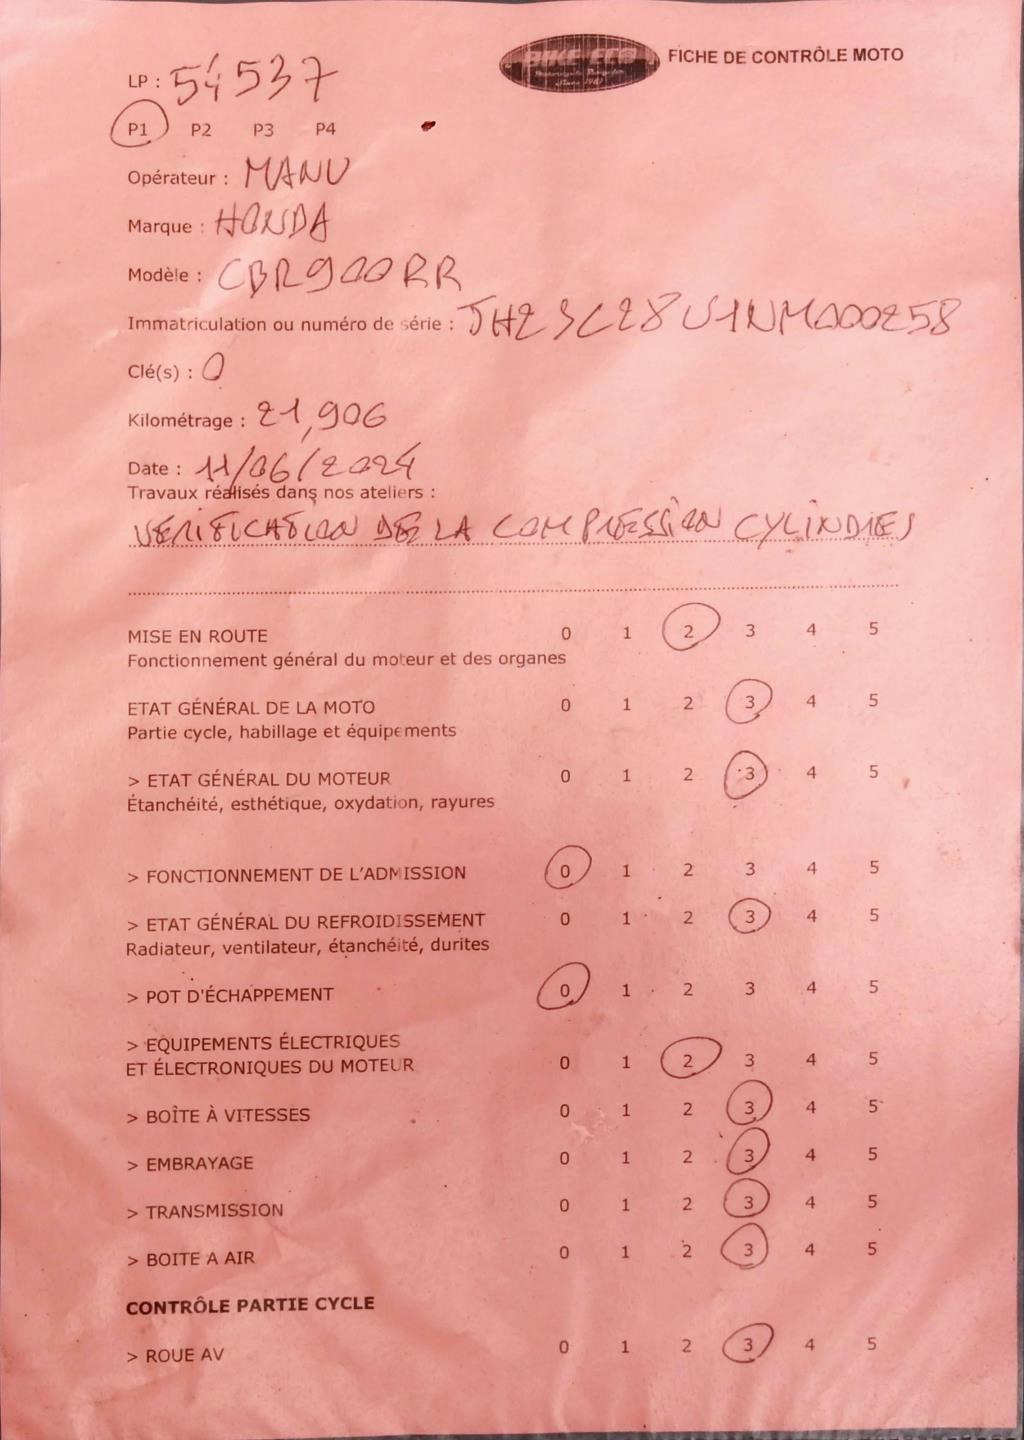 BIKE-ECO
FICHE DE CONTRÔLE MOTO
LP : 54537
P1 P2 P3 P4
Opérateur : MANU
Marque : HONDA
Modèle : CBR900RR
Immatriculation ou numéro de série : JH2SC28U1NM000258
Clé(s) : 0
Kilométrage : 21,906
Date : 11/06/2024
Travaux réalisés dans nos ateliers :
VERIFICATION DE LA COMPRESSION CYLINDRES
MISE EN ROUTE 0 1 2 3 4 5
Fonctionnement général du moteur et des organes
ETAT GÉNÉRAL DE LA MOTO 0 1 2 3 4 5
Partie cycle, habillage et équipements
> ETAT GÉNÉRAL DU MOTEUR 0 1 2 3 4 5
Étanchéité, esthétique, oxydation, rayures
> FONCTIONNEMENT DE L'ADMISSION 0 1 2 3 4 5
> ETAT GÉNÉRAL DU REFROIDISSEMENT 0 1 2 3 4 5
Radiateur, ventilateur, étanchéité, durites
> POT D'ÉCHAPPEMENT 0 1 2 3 4 5
> EQUIPEMENTS ÉLECTRIQUES
ET ÉLECTRONIQUES DU MOTEUR 0 1 2 3 4 5
> BOÎTE À VITESSES 0 1 2 3 4 5
> EMBRAYAGE 0 1 2 3 4 5
> TRANSMISSION 0 1 2 3 4 5
> BOITE A AIR 0 1 2 3 4 5
CONTRÔLE PARTIE CYCLE
> ROUE AV 0 1 2 3 4 5